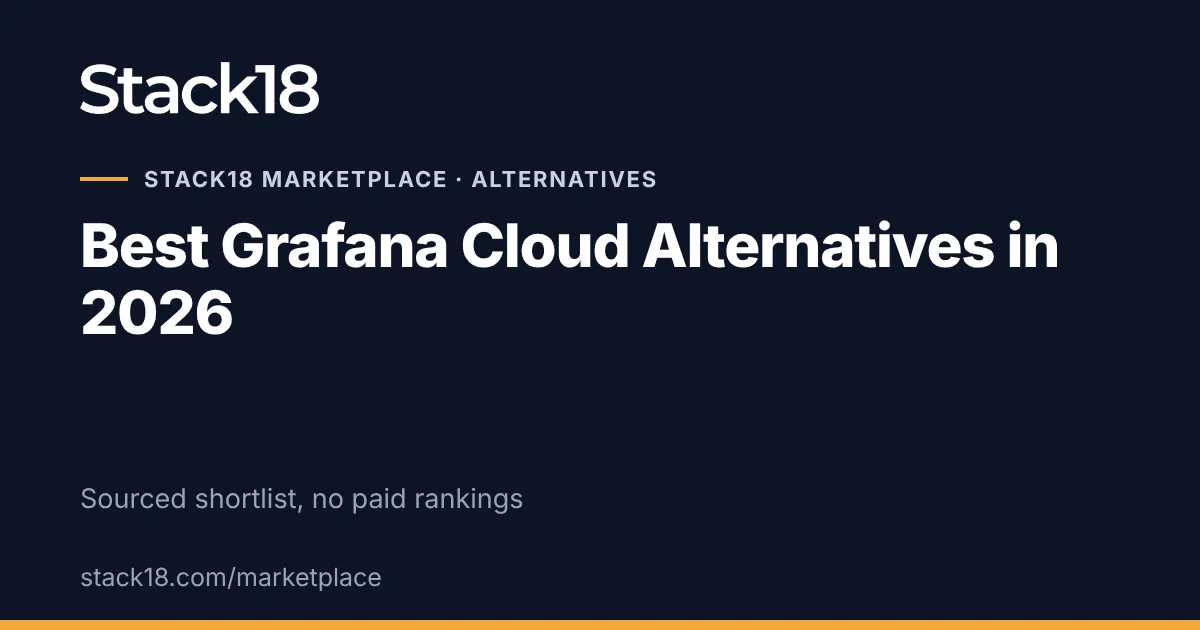 Stack18
STACK18 MARKETPLACE · ALTERNATIVES
Best Grafana Cloud Alternatives in
2026
Sourced shortlist, no paid rankings
stack18.com/marketplace